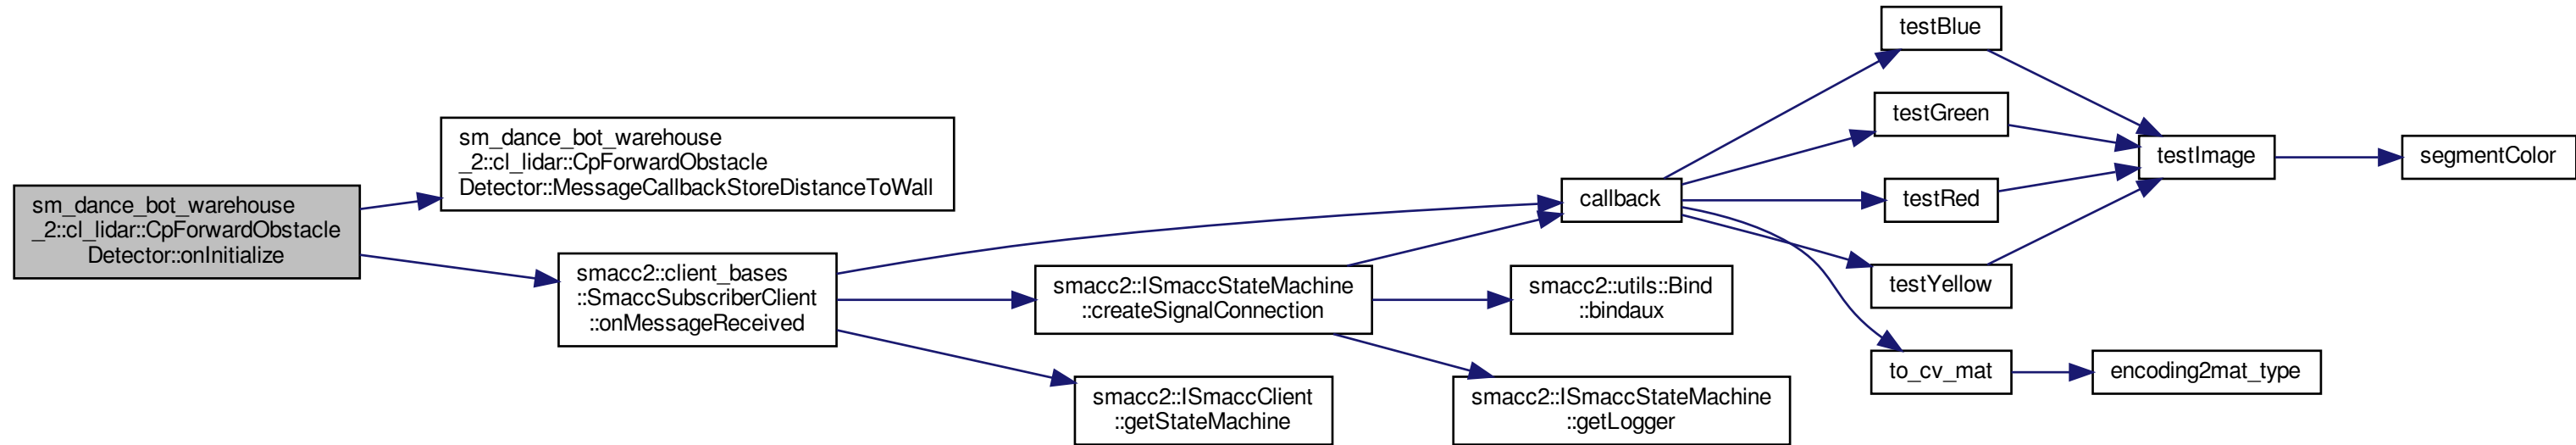 sm_dance_bot_warehouse
_2::cl_lidar::CpForwardObstacle
Detector::onInitialize
sm_dance_bot_warehouse
_2::cl_lidar::CpForwardObstacle
Detector::MessageCallbackStoreDistanceToWall
smacc2::client_bases
::SmaccSubscriberClient
::onMessageReceived
smacc2::ISmaccStateMachine
::createSignalConnection
smacc2::ISmaccClient
::getStateMachine
callback
smacc2::utils::Bind
::bindaux
smacc2::ISmaccStateMachine
::getLogger
testBlue
testGreen
testRed
testYellow
to_cv_mat
testImage
encoding2mat_type
segmentColor